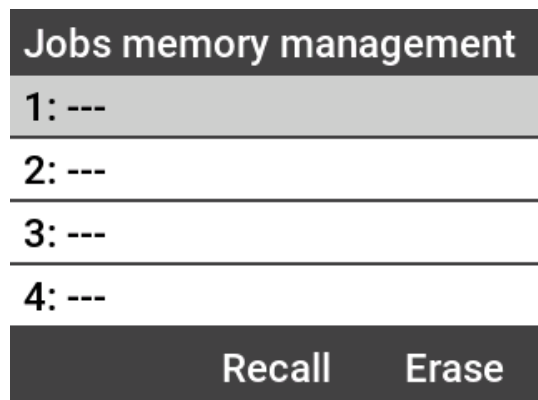 Jobs memory management
1: ---
2: ---
3: ---
4: ---
Recall Erase